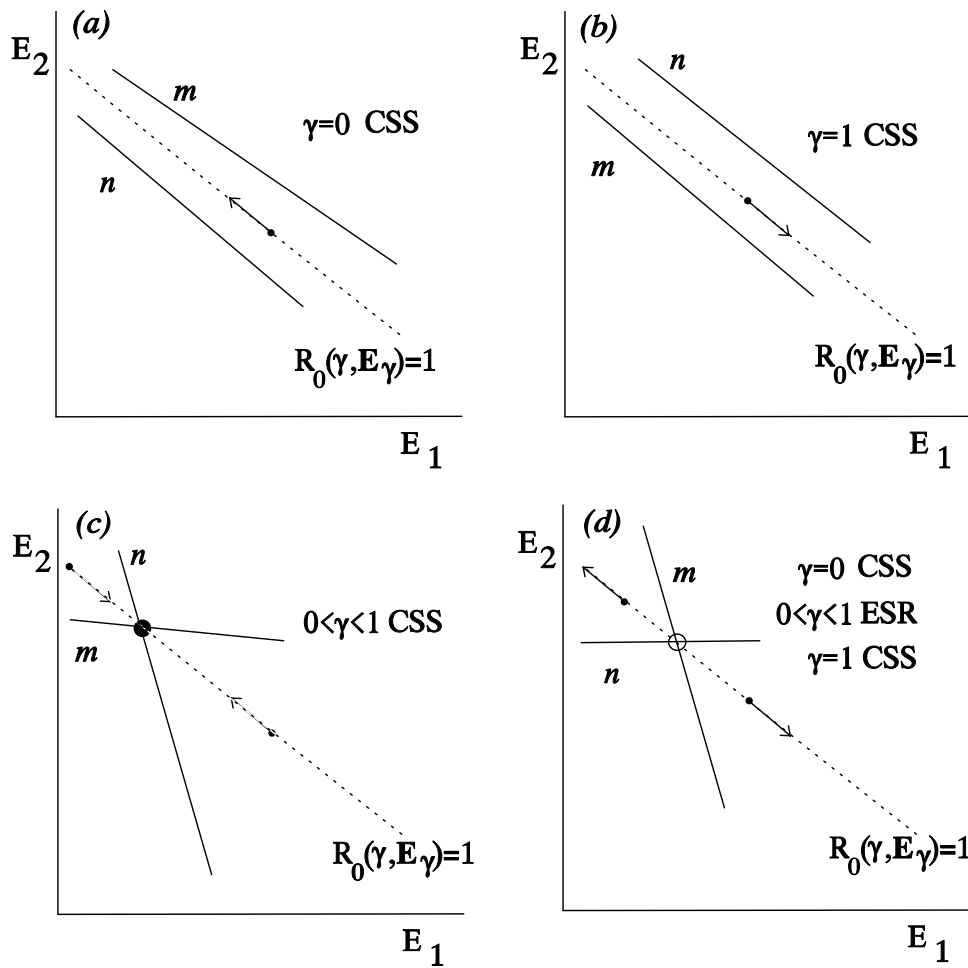 (a)
E2
m
γ=0 CSS
n
R0(γ,Eγ)=1
E1
(b)
E2
n
γ=1 CSS
m
R0(γ,Eγ)=1
E1
(c)
E2
n
0<γ<1 CSS
m
R0(γ,Eγ)=1
E1
(d)
E2
m
γ=0 CSS
0<γ<1 ESR
γ=1 CSS
n
R0(γ,Eγ)=1
E1